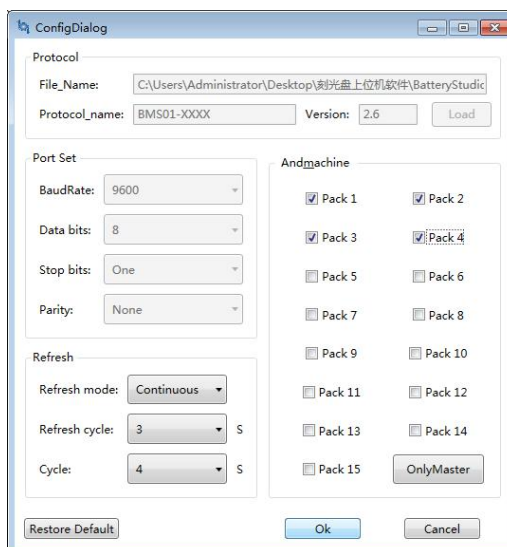 ConfigDialog
Protocol
File_Name: C:\Users\Administrator\Desktop\刻光盘上位机软件\BatteryStudic
Protocol_name: BMS01-XXXX Version: 2.6 Load
Port Set
BaudRate: 9600
Data bits: 8
Stop bits: One
Parity: None
Refresh
Refresh mode: Continuous
Refresh cycle: 3 S
Cycle: 4 S
Andmachine
Pack 1 Pack 2
Pack 3 Pack 4
Pack 5 Pack 6
Pack 7 Pack 8
Pack 9 Pack 10
Pack 11 Pack 12
Pack 13 Pack 14
Pack 15 OnlyMaster
Restore Default Ok Cancel